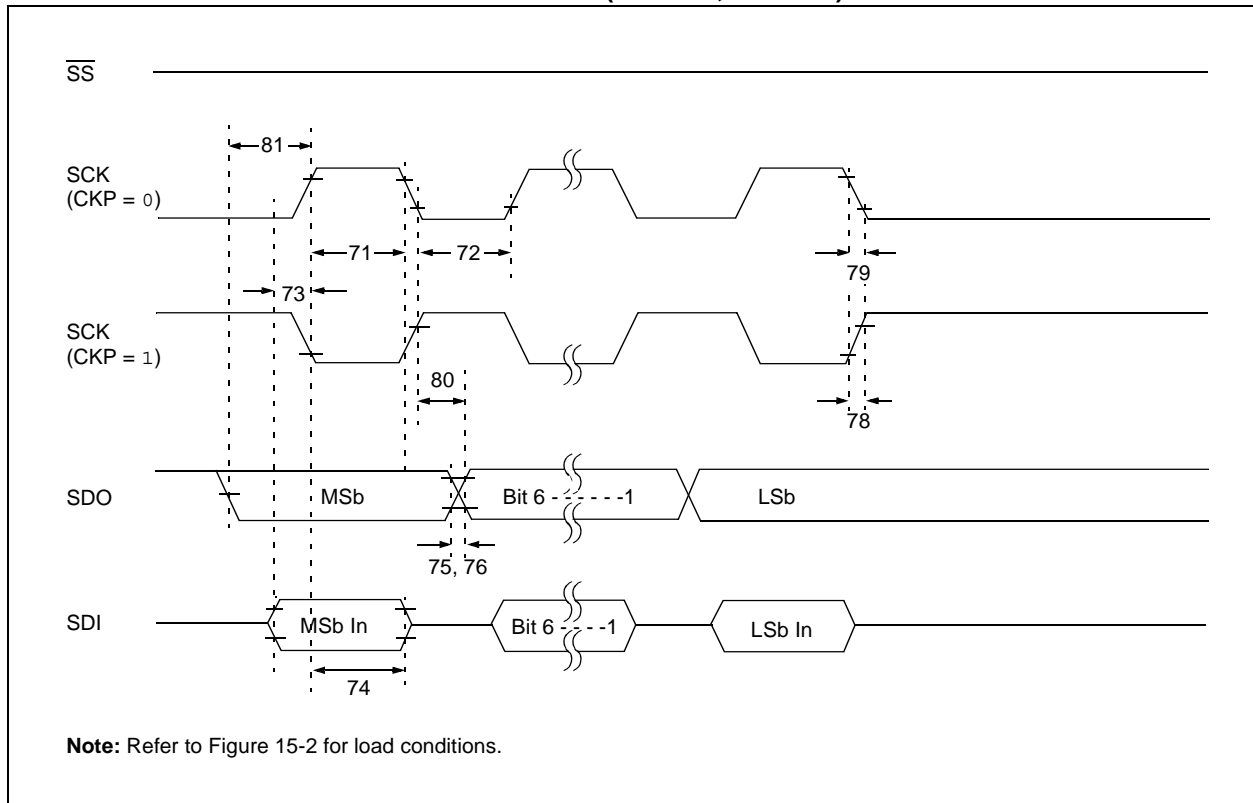 SS
81
SCK
(CKP = 0)
71
72
79
73
SCK
(CKP = 1)
80
78
SDO
MSb
Bit 6 - - - - - -1
LSb
75, 76
SDI
MSb In
Bit 6 - - - -1
LSb In
74
Note: Refer to Figure 15-2 for load conditions.